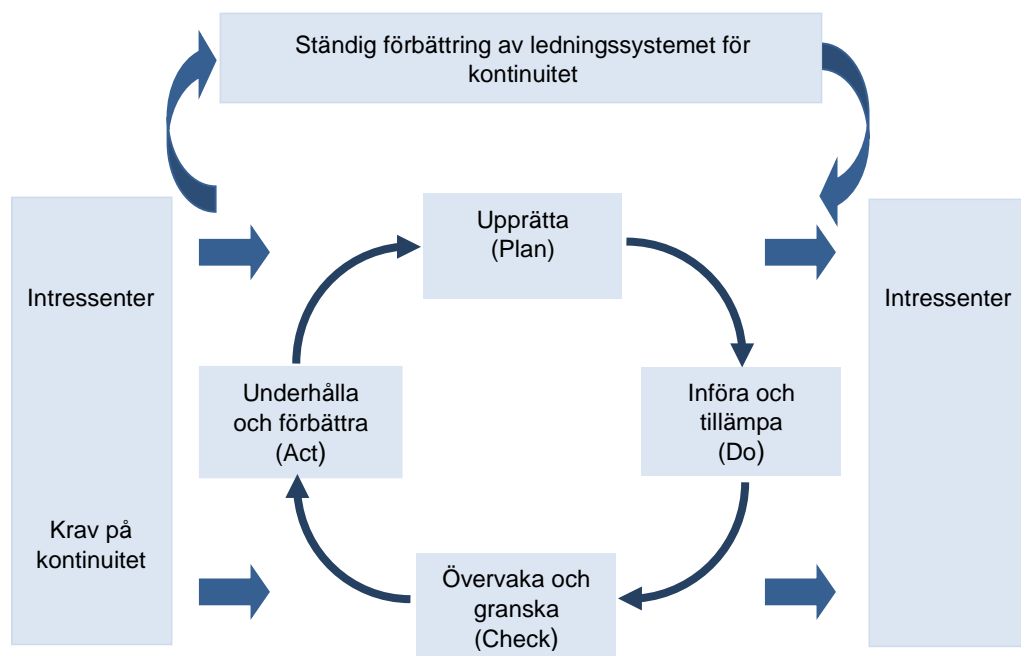 Ständig förbättring av ledningssystemet för
kontinuitet
Upprätta
(Plan)
Intressenter
Intressenter
Underhålla
och förbättra
(Act)
Införa och
tillämpa
(Do)
Krav på
kontinuitet
Övervaka och
granska
(Check)